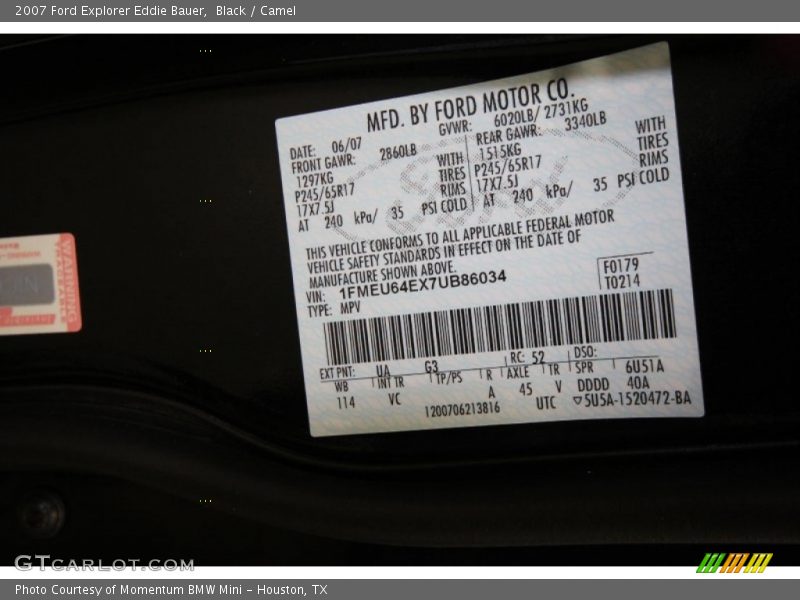 2007 Ford Explorer Eddie Bauer,  Black / Camel
MFD. BY FORD MOTOR CO.
DATE: 06/07 GVWR: 6020LB/ 2731KG
FRONT GAWR: 2860LB REAR GAWR: 3340LB
1297KG WITH 1515KG WITH
P245/65R17 TIRES P245/65R17 TIRES
17X7.5J RIMS 17X7.5J RIMS
AT 240 kPa/ 35 PSI COLD AT 240 kPa/ 35 PSI COLD
THIS VEHICLE CONFORMS TO ALL APPLICABLE FEDERAL MOTOR
VEHICLE SAFETY STANDARDS IN EFFECT ON THE DATE OF
MANUFACTURE SHOWN ABOVE.
VIN: 1FMEU64EX7UB86034 F0179
TYPE: MPV T0214
EXT PNT: UA G3 RC: 52 DSO:
WB INT TR TP/PS R AXLE TR SPR 6U51A
114 VC A 45 V DDDD 40A
1200706213816 UTC ▽5U5A-1520472-BA
GTCARLOT.COM
Photo Courtesy of Momentum BMW Mini - Houston, TX